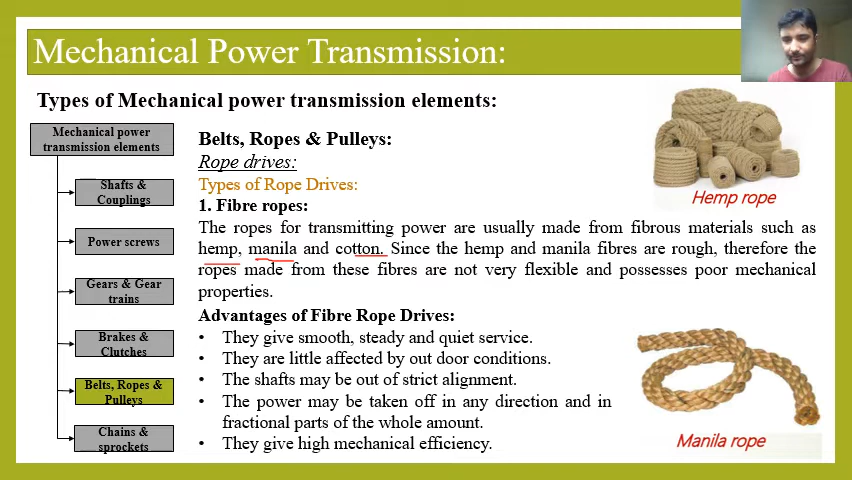 Mechanical Power Transmission:
Types of Mechanical power transmission elements:
Mechanical power
transmission elements
Shafts &
Couplings
Power screws
Gears & Gear
trains
Brakes &
Clutches
Belts, Ropes &
Pulleys
Chains &
sprockets
Belts, Ropes & Pulleys:
Rope drives:
Types of Rope Drives:
1. Fibre ropes:
The ropes for transmitting power are usually made from fibrous materials such as
hemp, manila and cotton. Since the hemp and manila fibres are rough, therefore the
ropes made from these fibres are not very flexible and possesses poor mechanical
properties.
Advantages of Fibre Rope Drives:
• They give smooth, steady and quiet service.
• They are little affected by out door conditions.
• The shafts may be out of strict alignment.
• The power may be taken off in any direction and in
fractional parts of the whole amount.
• They give high mechanical efficiency.
Hemp rope
Manila rope